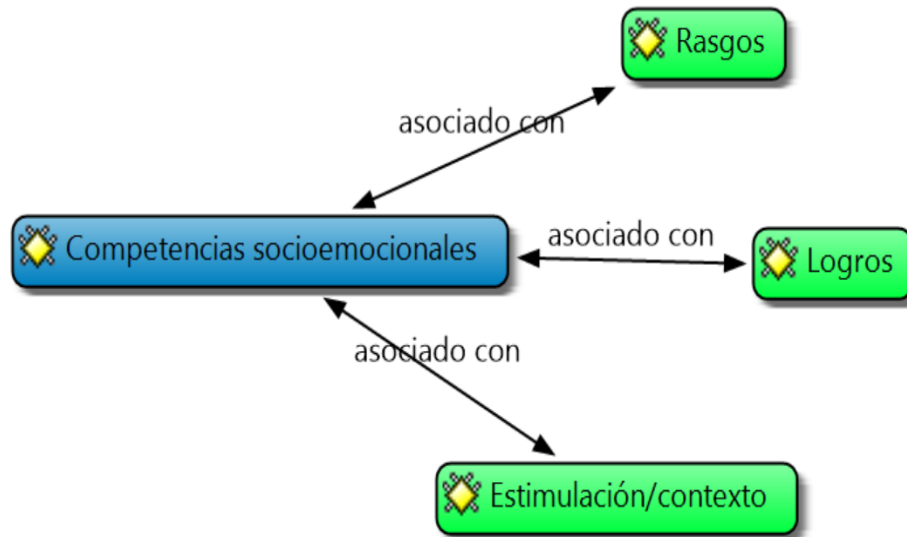 Rasgos
asociado con
Competencias socioemocionales
asociado con
Logros
asociado con
Estimulación/contexto